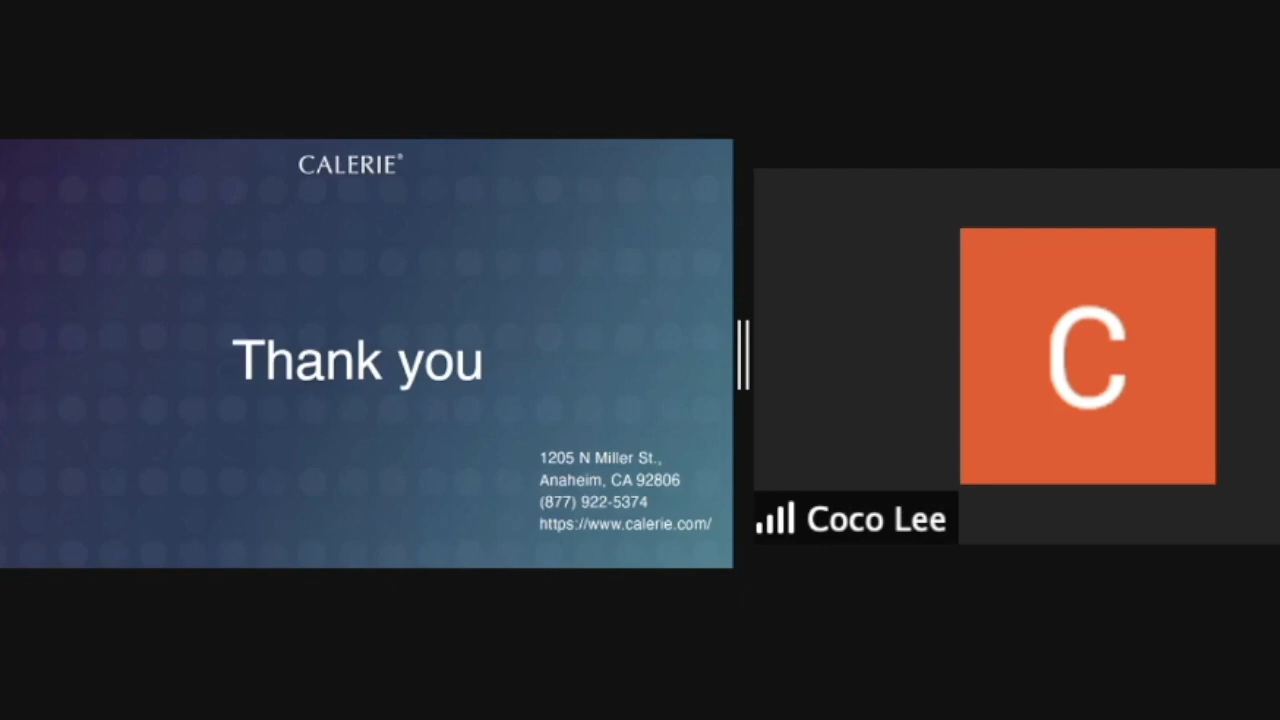 CALERIE®
Thank you
1205 N Miller St.,
Anaheim, CA 92806
(877) 922-5374
https://www.calerie.com/
C
Coco Lee